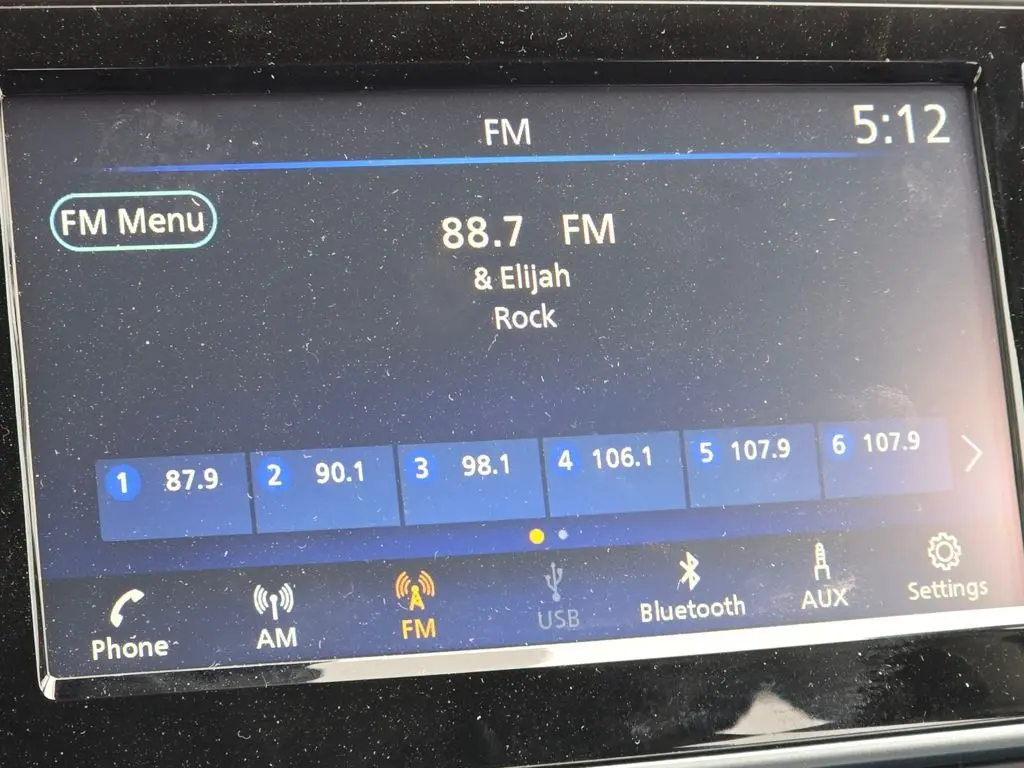 FM
5:12
FM Menu
88.7 FM
& Elijah
Rock
1 87.9
2 90.1
3 98.1
4 106.1
5 107.9
6 107.9
Phone
AM
FM
USB
Bluetooth
AUX
Settings